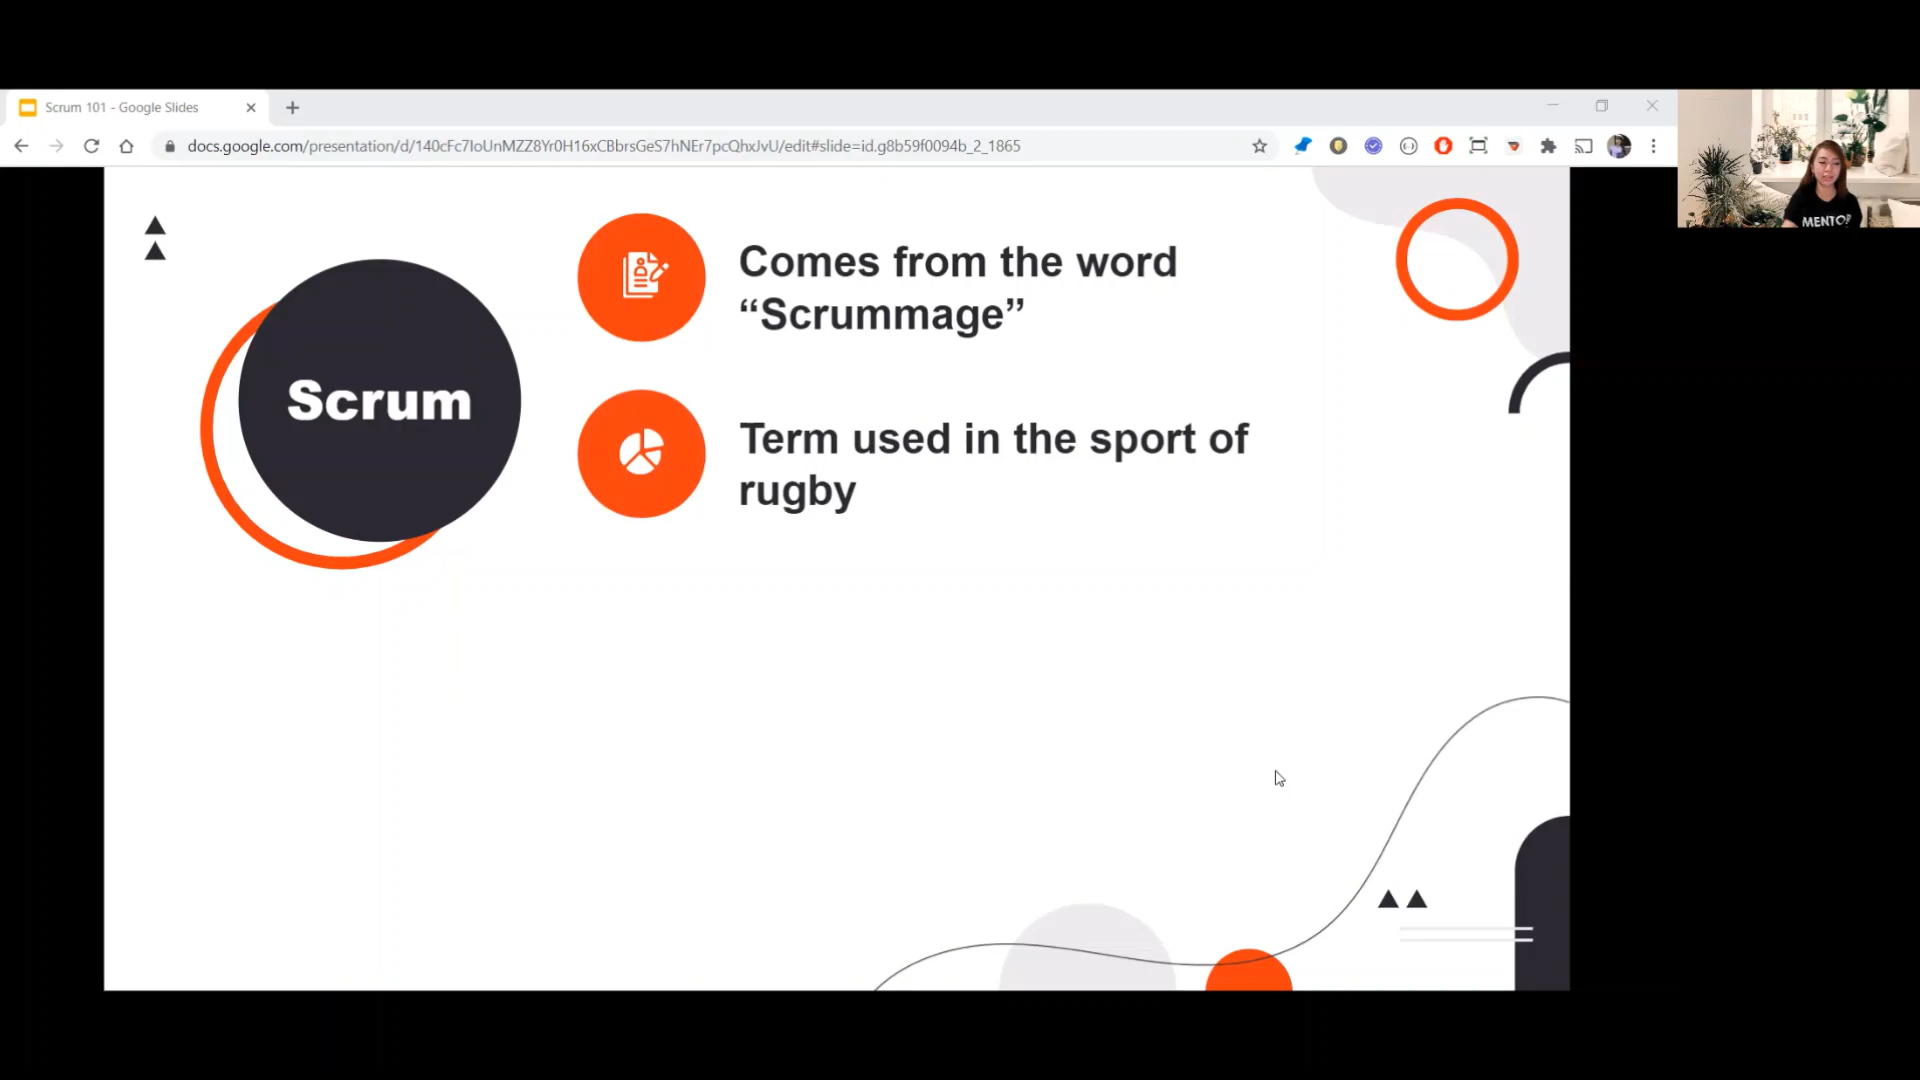 Scrum 101 - Google Slides
docs.google.com/presentation/d/140cFc7IoUnMZZ8Yr0H16xCBbrsGeS7hNEr7pcQhxJvU/edit#slide=id.g8b59f0094b_2_1865
MENTOR
Scrum
Comes from the word
“Scrummage”
Term used in the sport of
rugby